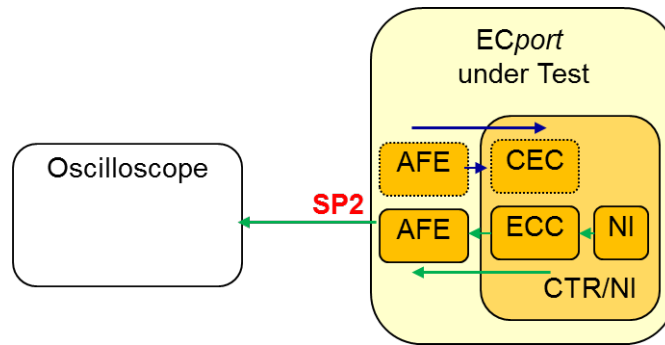 ECport
under Test
Oscilloscope
AFE
CEC
SP2
AFE
ECC
NI
CTR/NI